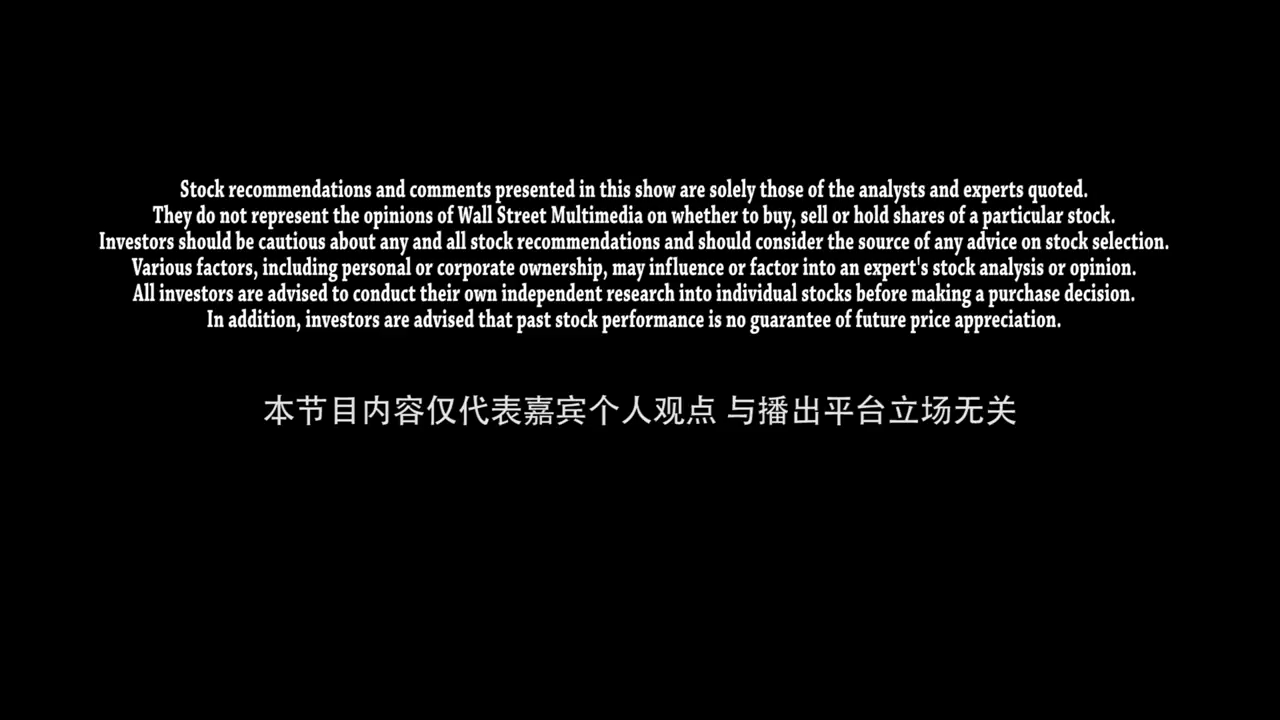 Stock recommendations and comments presented in this show are solely those of the analysts and experts quoted.
They do not represent the opinions of Wall Street Multimedia on whether to buy, sell or hold shares of a particular stock.
Investors should be cautious about any and all stock recommendations and should consider the source of any advice on stock selection.
Various factors, including personal or corporate ownership, may influence or factor into an expert's stock analysis or opinion.
All investors are advised to conduct their own independent research into individual stocks before making a purchase decision.
In addition, investors are advised that past stock performance is no guarantee of future price appreciation.
本节目内容仅代表嘉宾个人观点 与播出平台立场无关